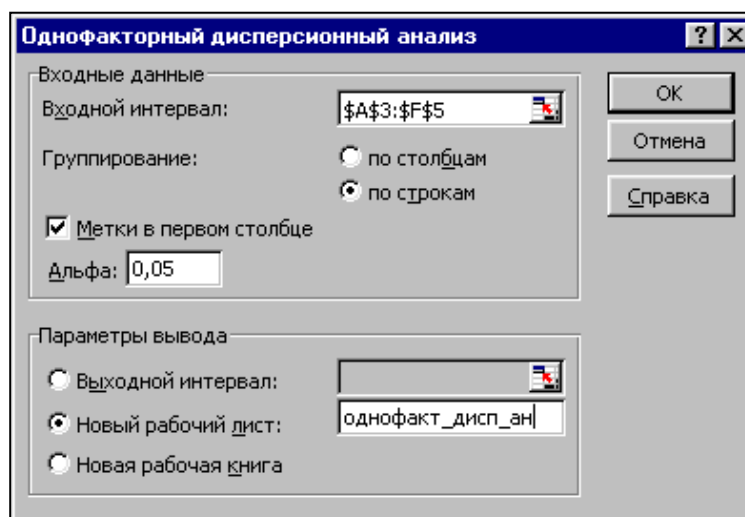 Однофакторный дисперсионный анализ
Входные данные
Входной интервал: $A$3:$F$5
Группирование: по столбцам
по строкам
Метки в первом столбце
Альфа: 0,05
OK
Отмена
Справка
Параметры вывода
Выходной интервал:
Новый рабочий лист: однофакт_дисп_ан
Новая рабочая книга